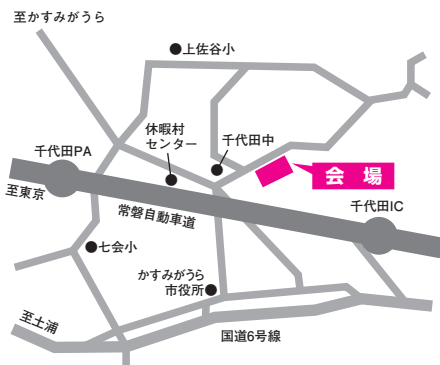 至かすみがうら
上佐谷小
休暇村
センター
千代田中
千代田PA
会場
至東京
常磐自動車道
千代田IC
七会小
かすみがうら
市役所
至土浦
国道6号線